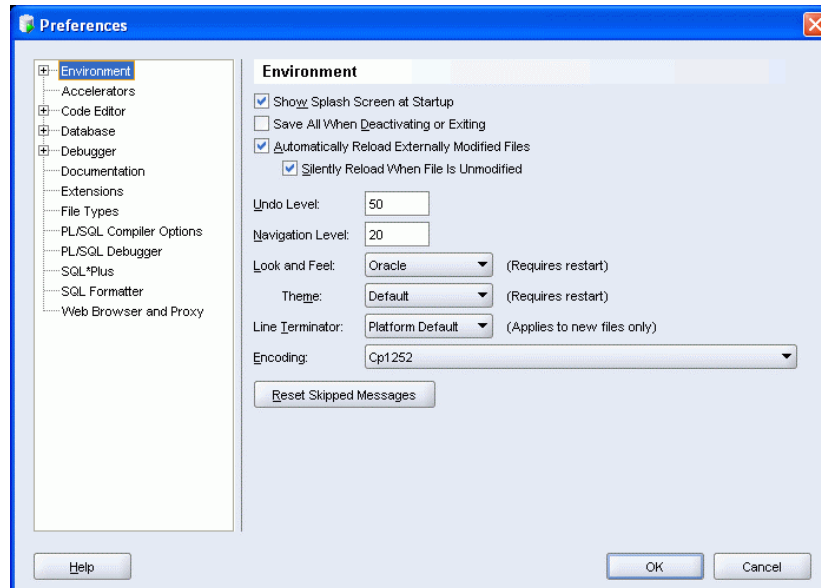 Preferences
Environment
Accelerators
Code Editor
Database
Debugger
Documentation
Extensions
File Types
PL/SQL Compiler Options
PL/SQL Debugger
SQL*Plus
SQL Formatter
Web Browser and Proxy
Environment
Show Splash Screen at Startup
Save All When Deactivating or Exiting
Automatically Reload Externally Modified Files
Silently Reload When File Is Unmodified
Undo Level: 50
Navigation Level: 20
Look and Feel: Oracle (Requires restart)
Theme: Default (Requires restart)
Line Terminator: Platform Default (Applies to new files only)
Encoding: Cp1252
Reset Skipped Messages
Help OK Cancel